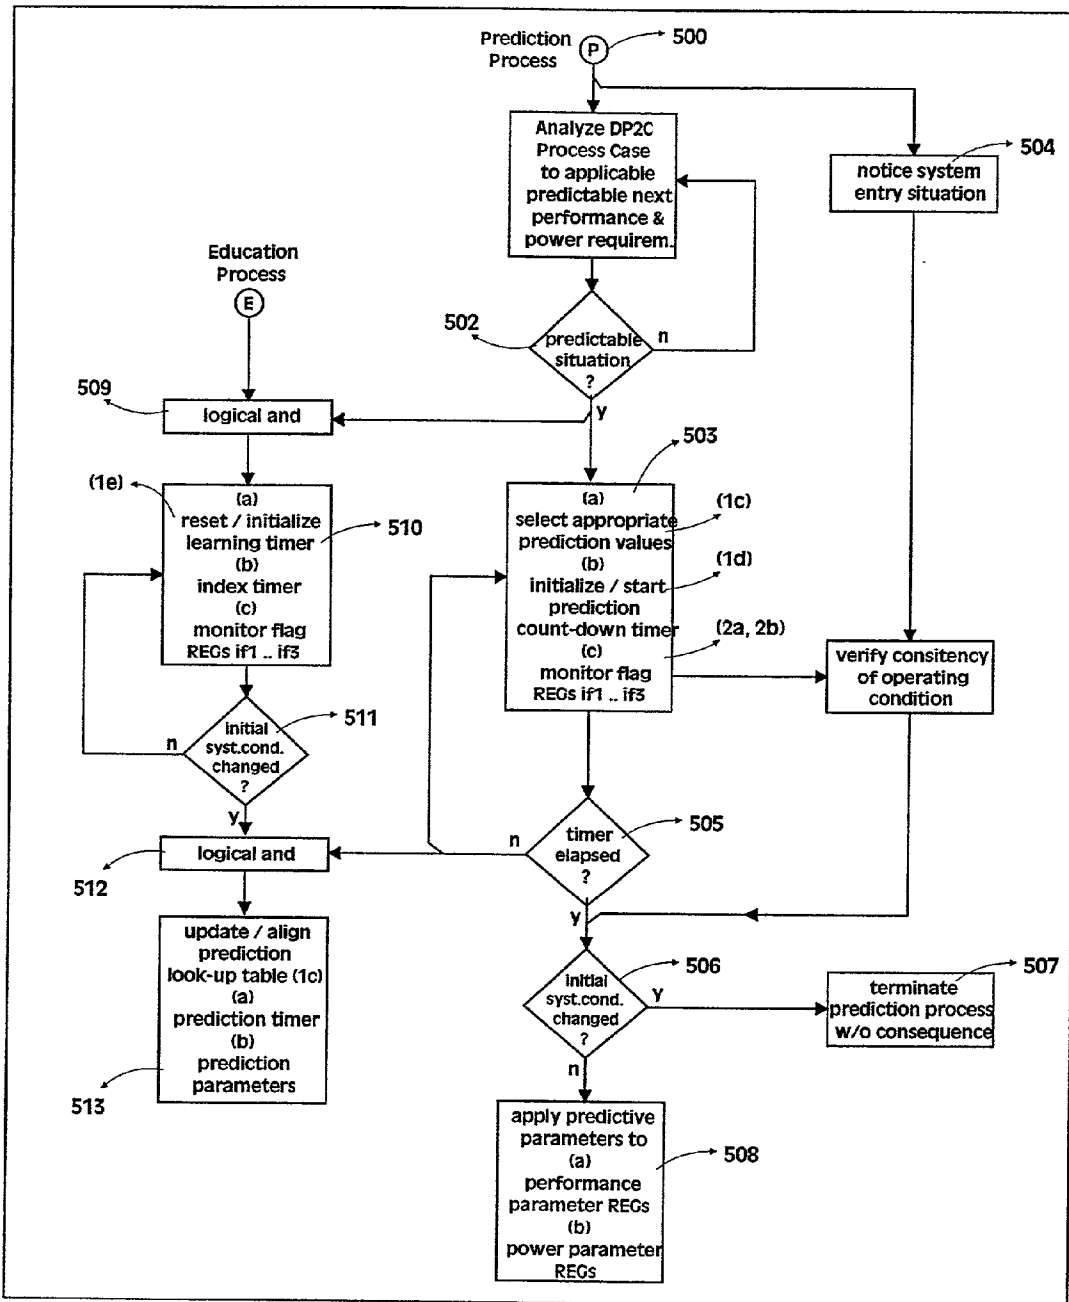 Prediction
Process
P
500
Analyze DP2C
Process Case
to applicable
predictable next
performance &
power requirem.
504
notice system
entry situation
Education
Process
E
502
predictable
situation
?
n
y
509
logical and
503
(1e)
(a)
reset / initialize
learning timer
(b)
index timer
(c)
monitor flag
REGs if1 .. if3
510
(a)
select appropriate
prediction values
(b)
initialize / start
prediction
count-down timer
(c)
monitor flag
REGs if1 .. if3
(1c)
(1d)
(2a, 2b)
verify consitency
of operating
condition
initial
syst.cond.
changed
?
n
y
511
timer
elapsed
?
n
y
505
logical and
512
update / align
prediction
look-up table (1c)
(a)
prediction timer
(b)
prediction
parameters
513
initial
syst.cond.
changed
?
y
n
506
507
terminate
prediction process
w/o consequence
apply predictive
parameters to
(a)
performance
parameter REGs
(b)
power parameter
REGs
508